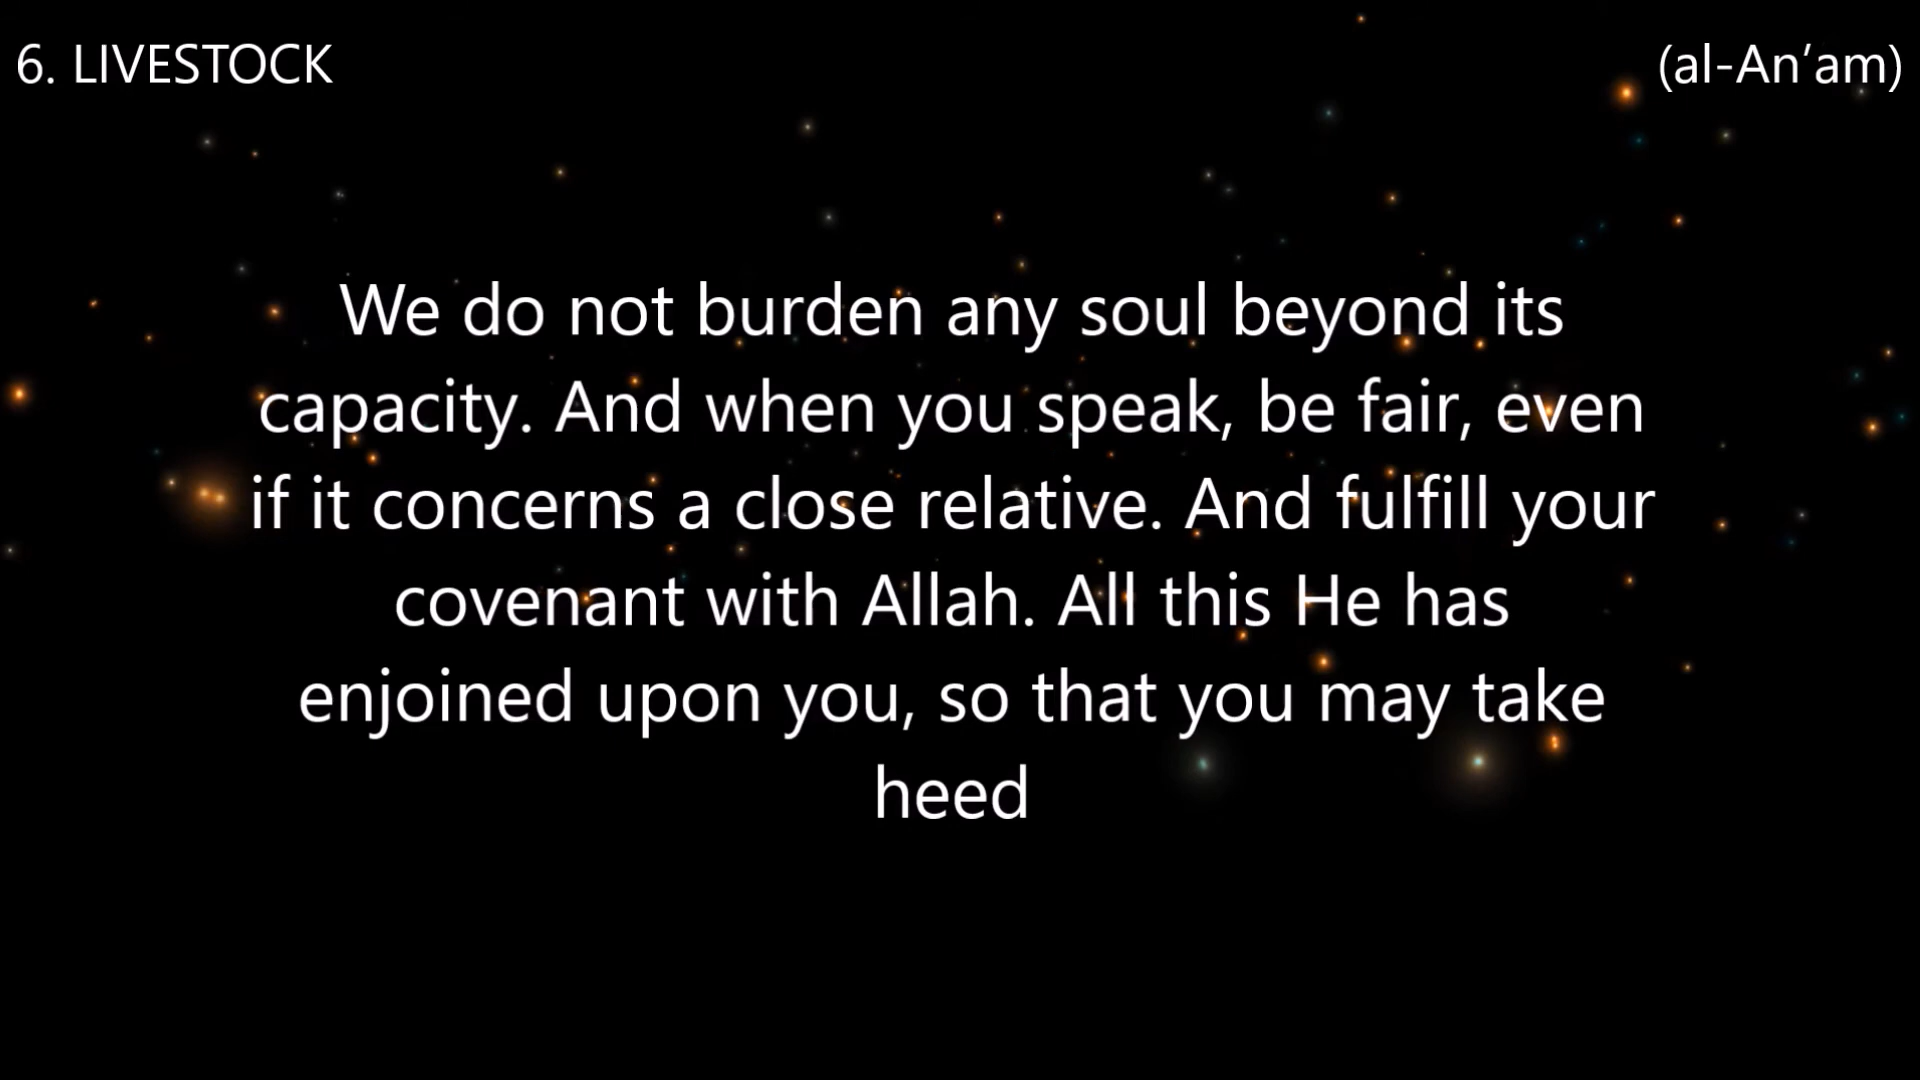 6. LIVESTOCK
(al-An’am)
We do not burden any soul beyond its
capacity. And when you speak, be fair, even
if it concerns a close relative. And fulfill your
covenant with Allah. All this He has
enjoined upon you, so that you may take
heed